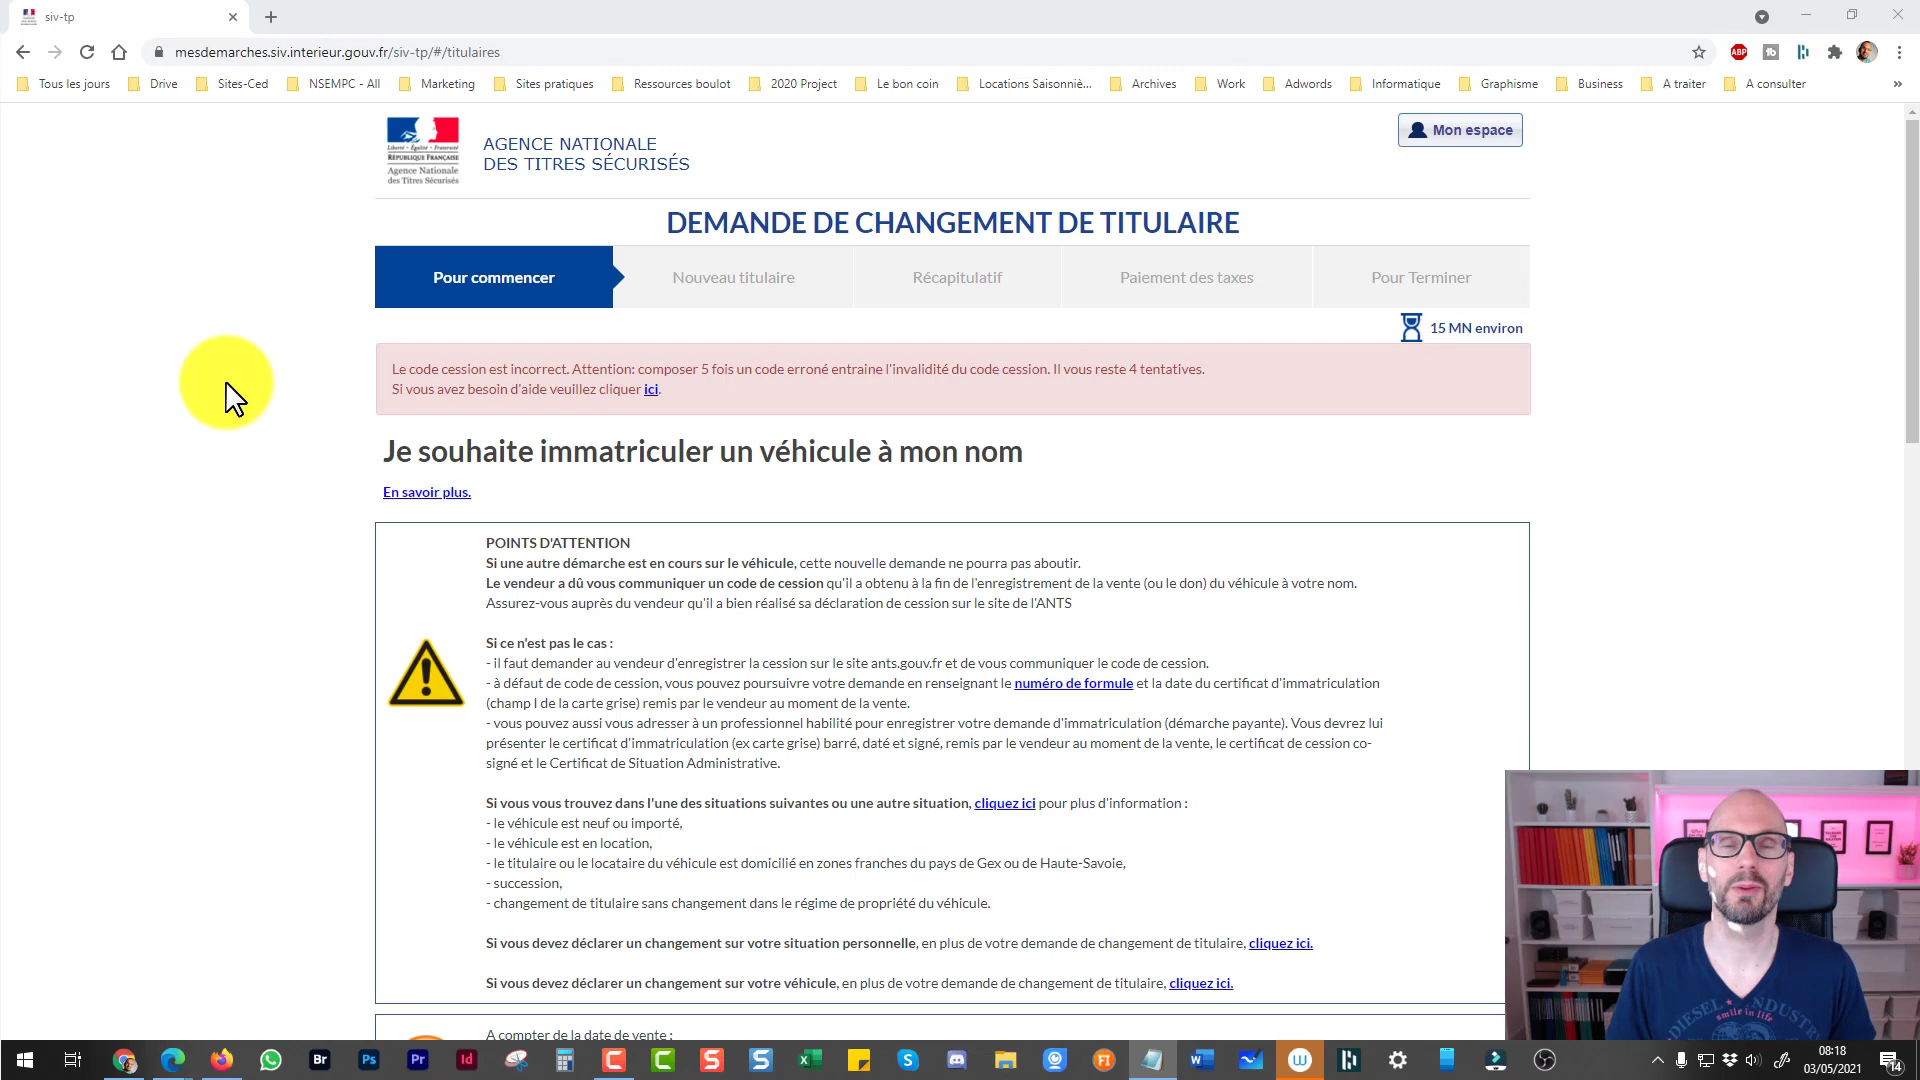 siv-tp
mesdemarches.siv.interieur.gouv.fr/siv-tp/#/titulaires
Tous les jours
Drive
Sites-Ced
NSEMPC - All
Marketing
Sites pratiques
Ressources boulot
2020 Project
Le bon coin
Locations Saisonniè...
Archives
Work
Adwords
Informatique
Graphisme
Business
A traiter
A consulter
Liberté • Égalité • Fraternité
RÉPUBLIQUE FRANÇAISE
Agence Nationale
des Titres Sécurisés
AGENCE NATIONALE
DES TITRES SÉCURISÉS
Mon espace
DEMANDE DE CHANGEMENT DE TITULAIRE
Pour commencer
Nouveau titulaire
Récapitulatif
Paiement des taxes
Pour Terminer
15 MN environ
Le code cession est incorrect. Attention: composer 5 fois un code erroné entraine l'invalidité du code cession. Il vous reste 4 tentatives.
Si vous avez besoin d'aide veuillez cliquer ici.
Je souhaite immatriculer un véhicule à mon nom
En savoir plus.
POINTS D'ATTENTION
Si une autre démarche est en cours sur le véhicule, cette nouvelle demande ne pourra pas aboutir.
Le vendeur a dû vous communiquer un code de cession qu'il a obtenu à la fin de l'enregistrement de la vente (ou le don) du véhicule à votre nom.
Assurez-vous auprès du vendeur qu'il a bien réalisé sa déclaration de cession sur le site de l'ANTS
Si ce n'est pas le cas :
- il faut demander au vendeur d'enregistrer la cession sur le site ants.gouv.fr et de vous communiquer le code de cession.
- à défaut de code de cession, vous pouvez poursuivre votre demande en renseignant le numéro de formule et la date du certificat d'immatriculation
(champ I de la carte grise) remis par le vendeur au moment de la vente.
- vous pouvez aussi vous adresser à un professionnel habilité pour enregistrer votre demande d'immatriculation (démarche payante). Vous devrez lui
présenter le certificat d'immatriculation (ex carte grise) barré, daté et signé, remis par le vendeur au moment de la vente, le certificat de cession co-
signé et le Certificat de Situation Administrative.
Si vous vous trouvez dans l'une des situations suivantes ou une autre situation, cliquez ici pour plus d'information :
- le véhicule est neuf ou importé,
- le véhicule est en location,
- le titulaire ou le locataire du véhicule est domicilié en zones franches du pays de Gex ou de Haute-Savoie,
- succession,
- changement de titulaire sans changement dans le régime de propriété du véhicule.
Si vous devez déclarer un changement sur votre situation personnelle, en plus de votre demande de changement de titulaire, cliquez ici.
Si vous devez déclarer un changement sur votre véhicule, en plus de votre demande de changement de titulaire, cliquez ici.
A compter de la date de vente :
DIESEL INDUSTRY
smile in life
08:18
03/05/2021
14